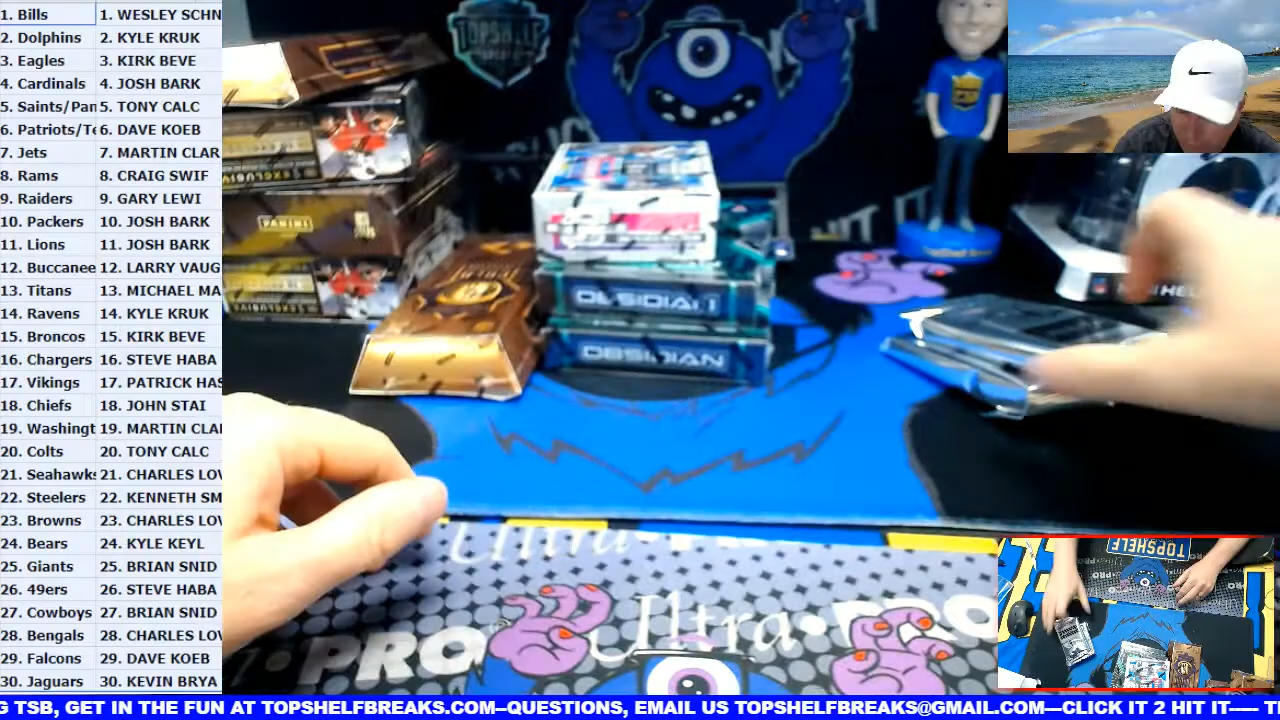 1. Bills 1. WESLEY SCHN
2. Dolphins 2. KYLE KRUK
3. Eagles 3. KIRK BEVE
4. Cardinals 4. JOSH BARK
5. Saints/Pan 5. TONY CALC
6. Patriots/Te 6. DAVE KOEB
7. Jets 7. MARTIN CLAR
8. Rams 8. CRAIG SWIF
9. Raiders 9. GARY LEWI
10. Packers 10. JOSH BARK
11. Lions 11. JOSH BARK
12. Buccanee 12. LARRY VAUG
13. Titans 13. MICHAEL MA
14. Ravens 14. KYLE KRUK
15. Broncos 15. KIRK BEVE
16. Chargers 16. STEVE HABA
17. Vikings 17. PATRICK HAS
18. Chiefs 18. JOHN STAI
19. Washingt 19. MARTIN CLAI
20. Colts 20. TONY CALC
21. Seahawks 21. CHARLES LOV
22. Steelers 22. KENNETH SM
23. Browns 23. CHARLES LOV
24. Bears 24. KYLE KEYL
25. Giants 25. BRIAN SNID
26. 49ers 26. STEVE HABA
27. Cowboys 27. BRIAN SNID
28. Bengals 28. CHARLES LOV
29. Falcons 29. DAVE KOEB
30. Jaguars 30. KEVIN BRYA
TOPSHELF
PANINI
OBSIDIAN
OBSIDIAN
Ultra
PRO Ultra•PRO
TOPSHELF
G TSB, GET IN THE FUN AT TOPSHELFBREAKS.COM--QUESTIONS, EMAIL US TOPSHELFBREAKS@GMAIL.COM—CLICK IT 2 HIT IT----- T